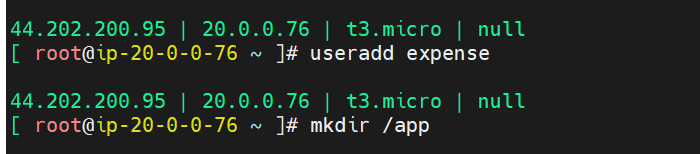 44.202.200.95 | 20.0.0.76 | t3.micro | null
[ root@ip-20-0-0-76 ~ ]# useradd expense
44.202.200.95 | 20.0.0.76 | t3.micro | null
[ root@ip-20-0-0-76 ~ ]# mkdir /app